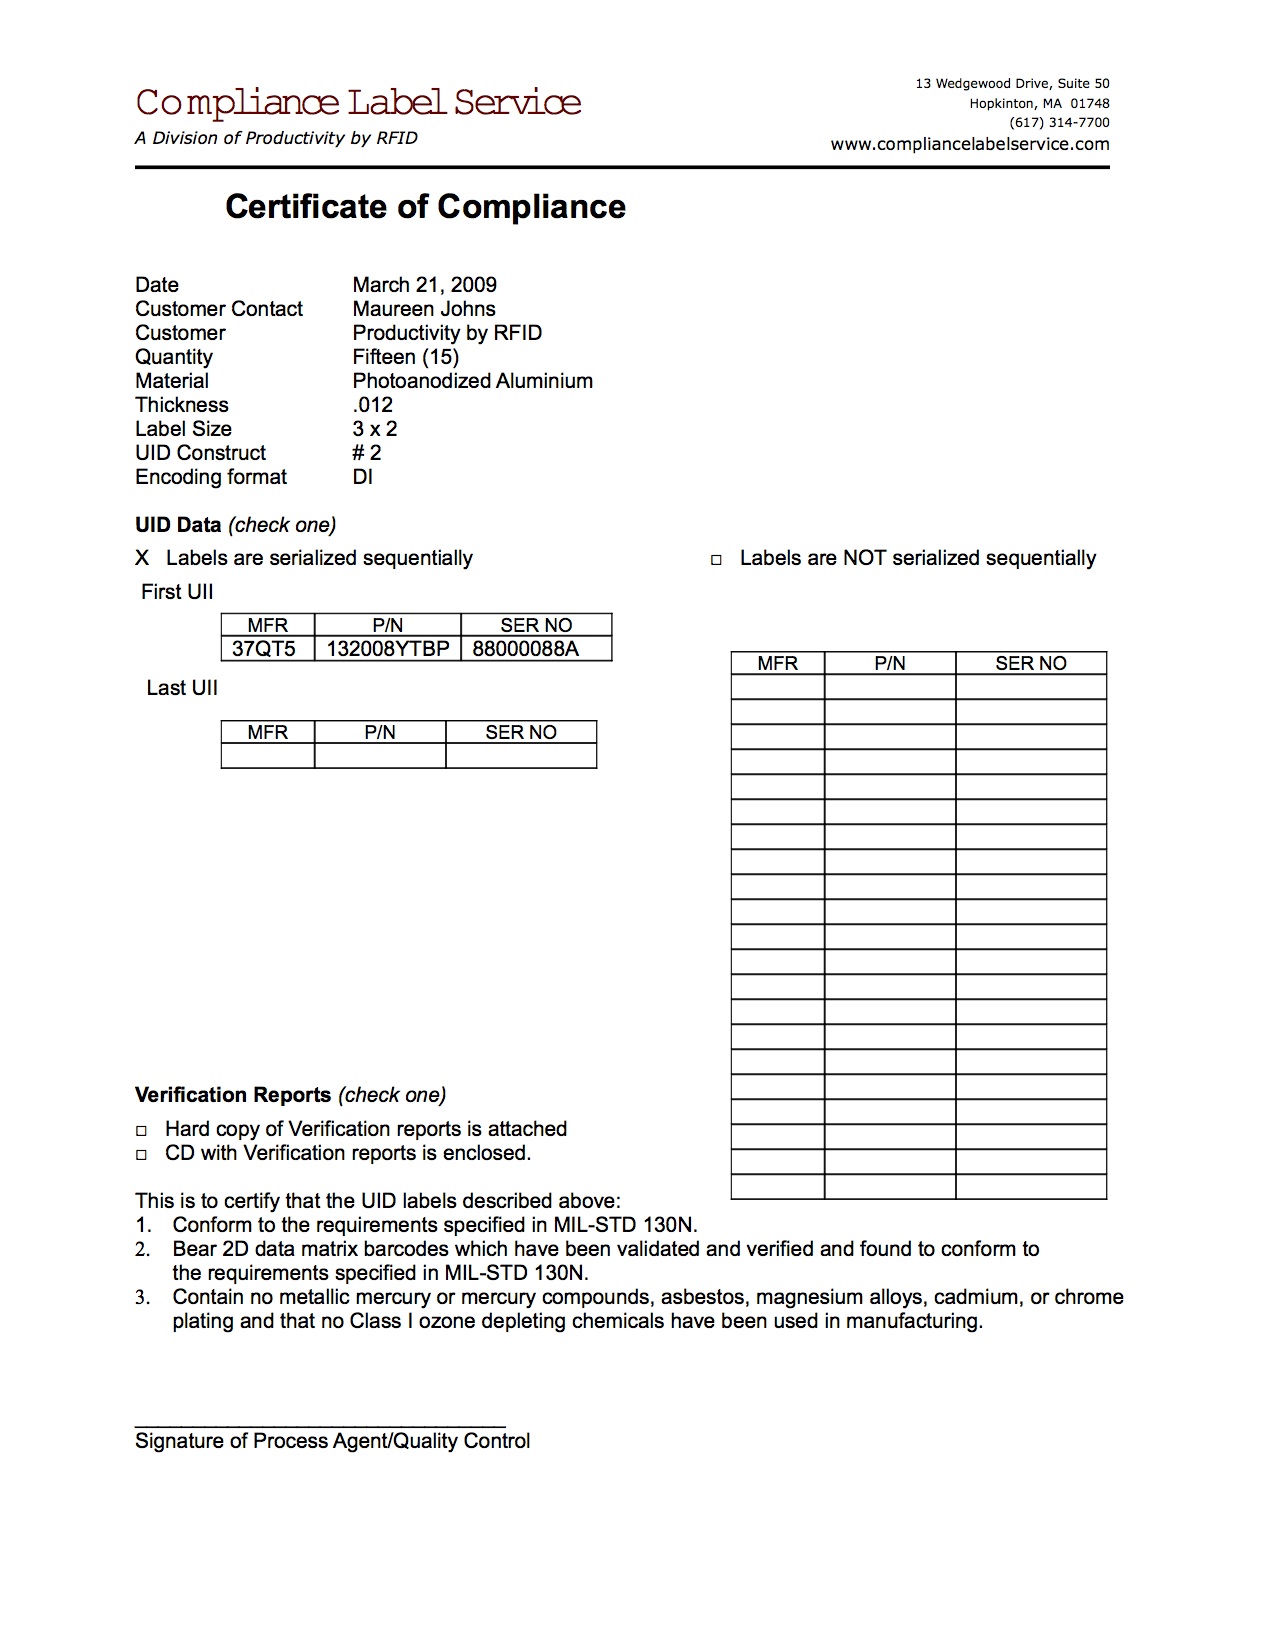 Compliance Label Service
A Division of Productivity by RFID
13 Wedgewood Drive, Suite 50
Hopkinton, MA 01748
(617) 314-7700
www.compliancelabelservice.com
Certificate of Compliance
Date March 21, 2009
Customer Contact Maureen Johns
Customer Productivity by RFID
Quantity Fifteen (15)
Material Photoanodized Aluminium
Thickness .012
Label Size 3 x 2
UID Construct # 2
Encoding format DI
UID Data (check one)
X Labels are serialized sequentially
First UII
MFR P/N SER NO
37QT5 132008YTBP 88000088A
Last UII
MFR P/N SER NO
□ Labels are NOT serialized sequentially
MFR P/N SER NO
Verification Reports (check one)
□ Hard copy of Verification reports is attached
□ CD with Verification reports is enclosed.
This is to certify that the UID labels described above:
1. Conform to the requirements specified in MIL-STD 130N.
2. Bear 2D data matrix barcodes which have been validated and verified and found to conform to
the requirements specified in MIL-STD 130N.
3. Contain no metallic mercury or mercury compounds, asbestos, magnesium alloys, cadmium, or chrome
plating and that no Class I ozone depleting chemicals have been used in manufacturing.
Signature of Process Agent/Quality Control